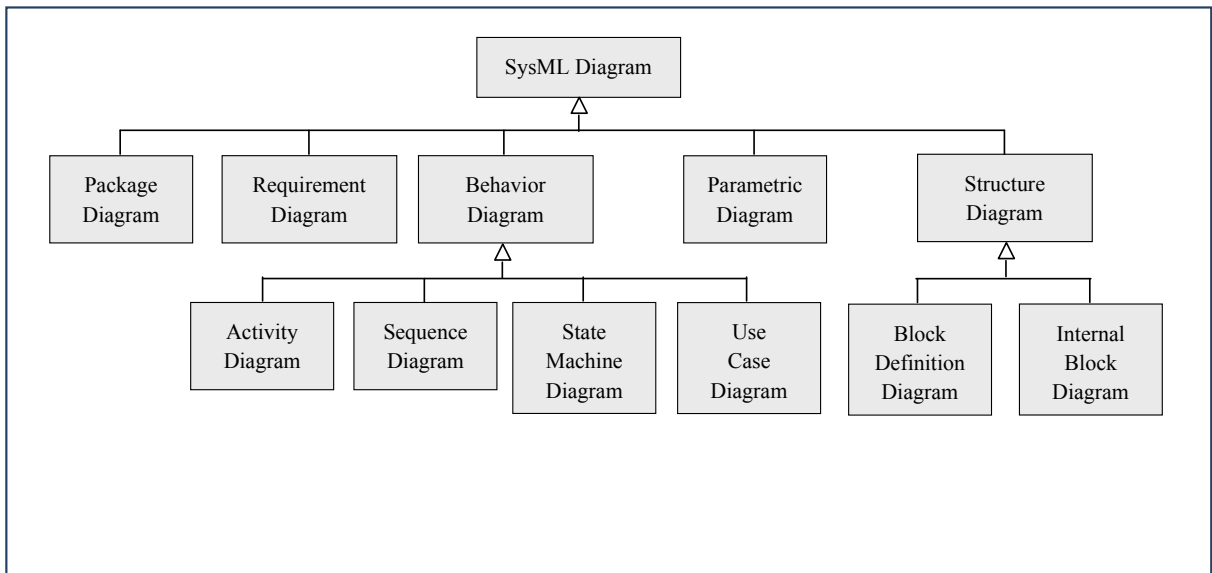 SysML Diagram
Package
Diagram
Requirement
Diagram
Behavior
Diagram
Parametric
Diagram
Structure
Diagram
Activity
Diagram
Sequence
Diagram
State
Machine
Diagram
Use
Case
Diagram
Block
Definition
Diagram
Internal
Block
Diagram